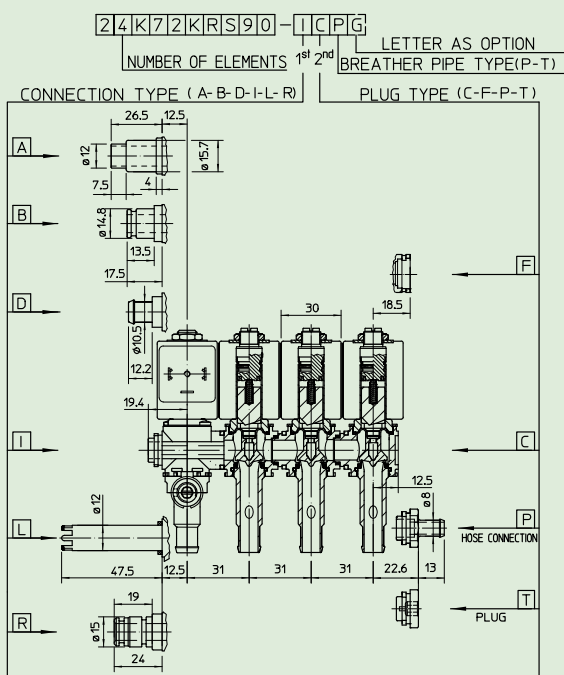 24K72KRS90-ICPG
LETTER AS OPTION
NUMBER OF ELEMENTS 1st 2nd BREATHER PIPE TYPE(P-T)
CONNECTION TYPE (A-B-D-I-L-R) PLUG TYPE (C-F-P-T)
26.5 12.5
A
ø12
ø15.7
7.5
4
B
ø14.8
13.5
17.5
F
18.5
D
ø10.5
12.2
30
19.4
I
C
12.5
ø8
L
ø12
P
HOSE CONNECTION
47.5 12.5 31 31 31 22.6 13
R
19
ø15
24
T
PLUG